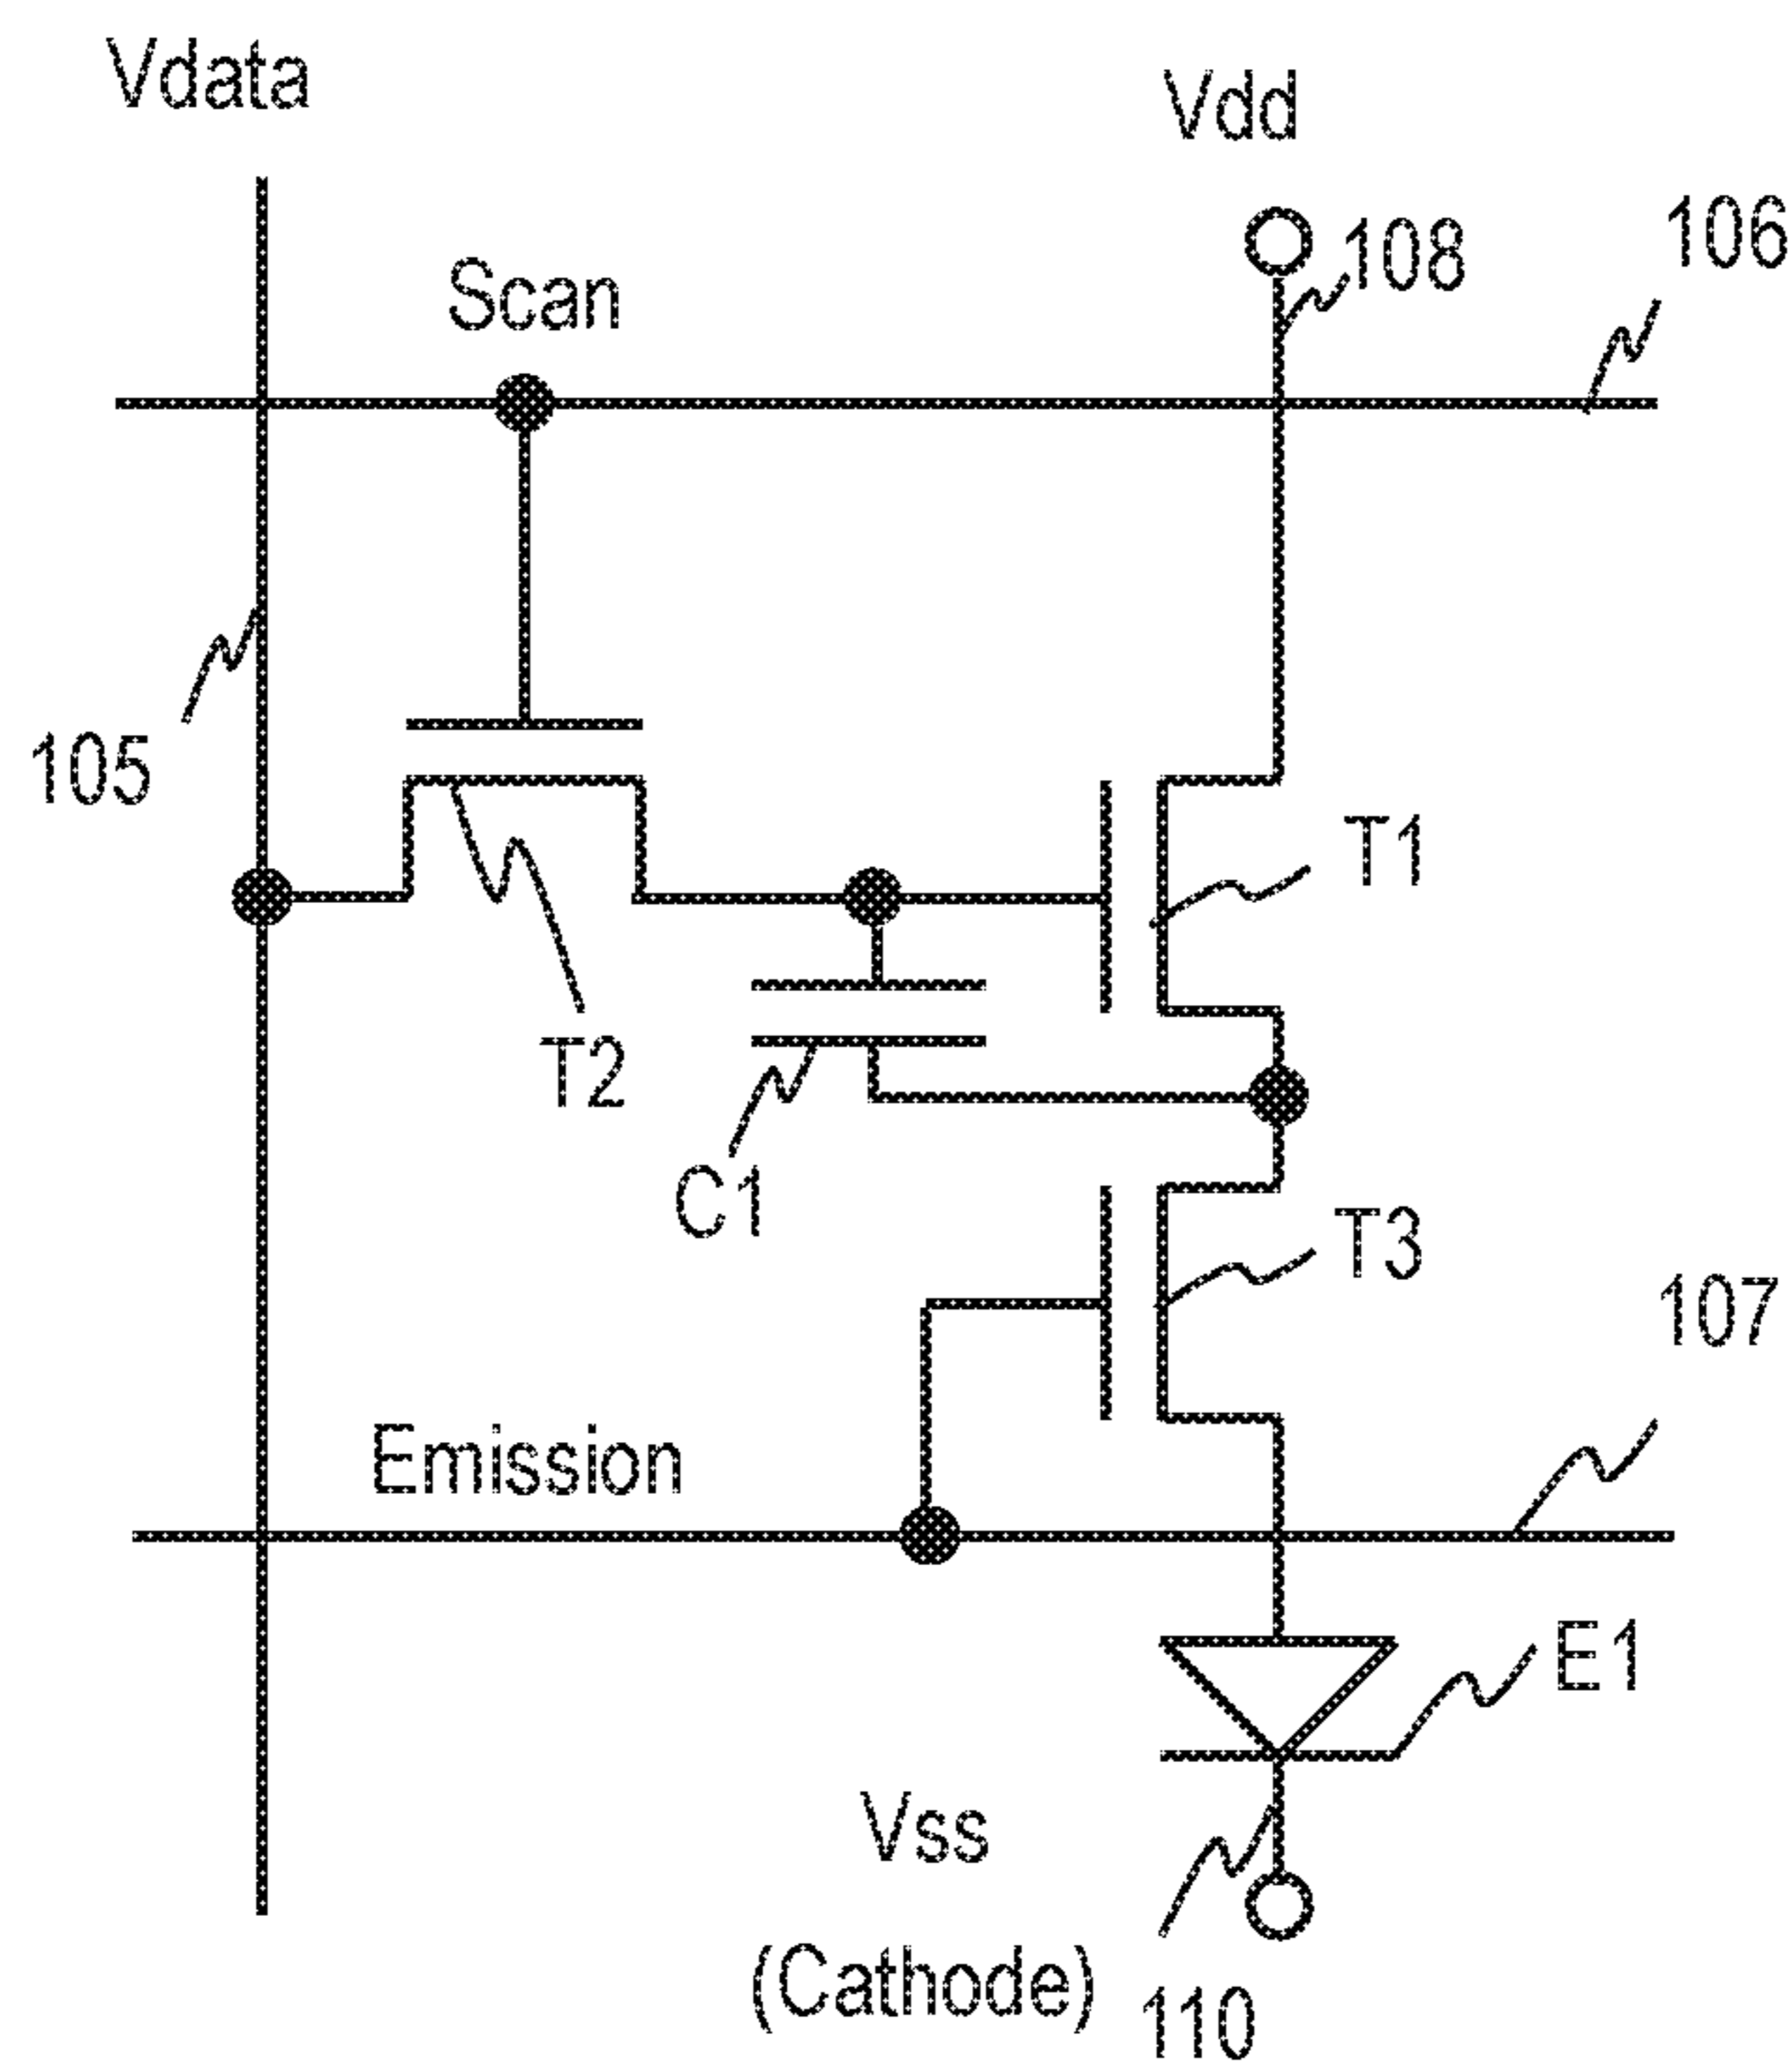 Vdata
Vdd
108
106
Scan
105
T1
T2
C1
T3
107
Emission
E1
Vss
(Cathode)
110